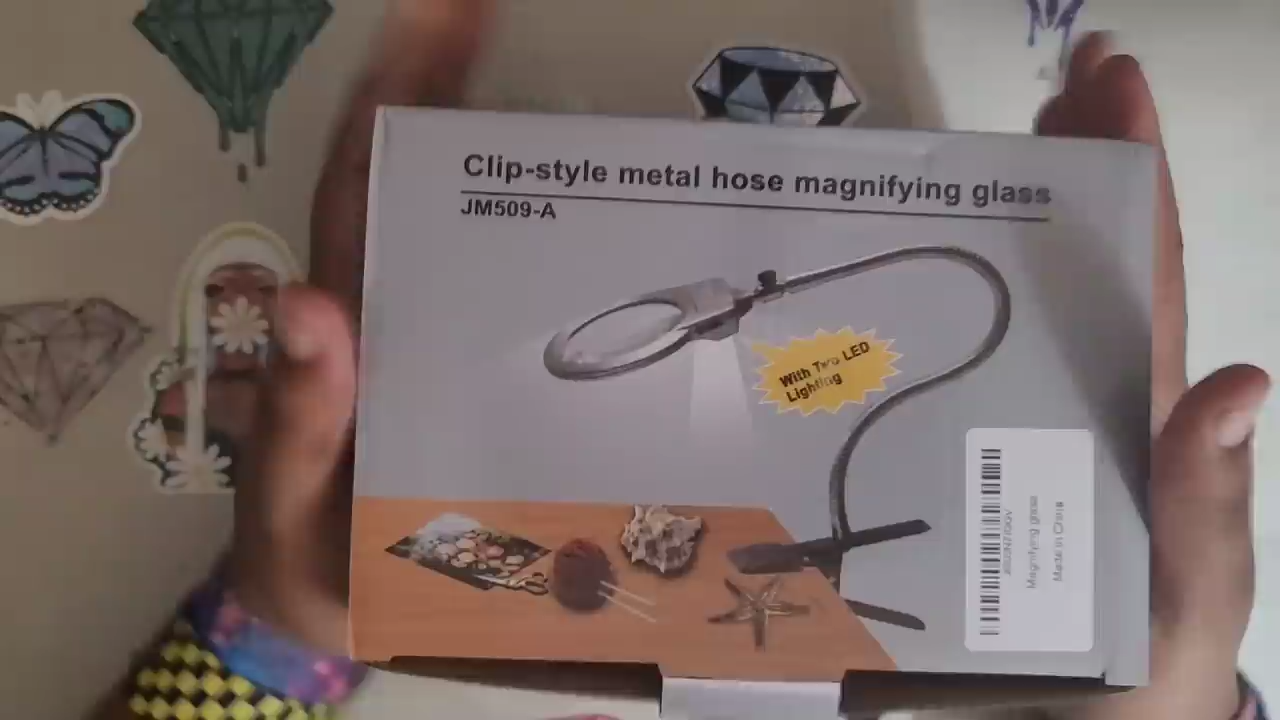 Clip-style metal hose magnifying glass
JM509-A
With Two LED
Lighting
Magnifying glass
Made in China